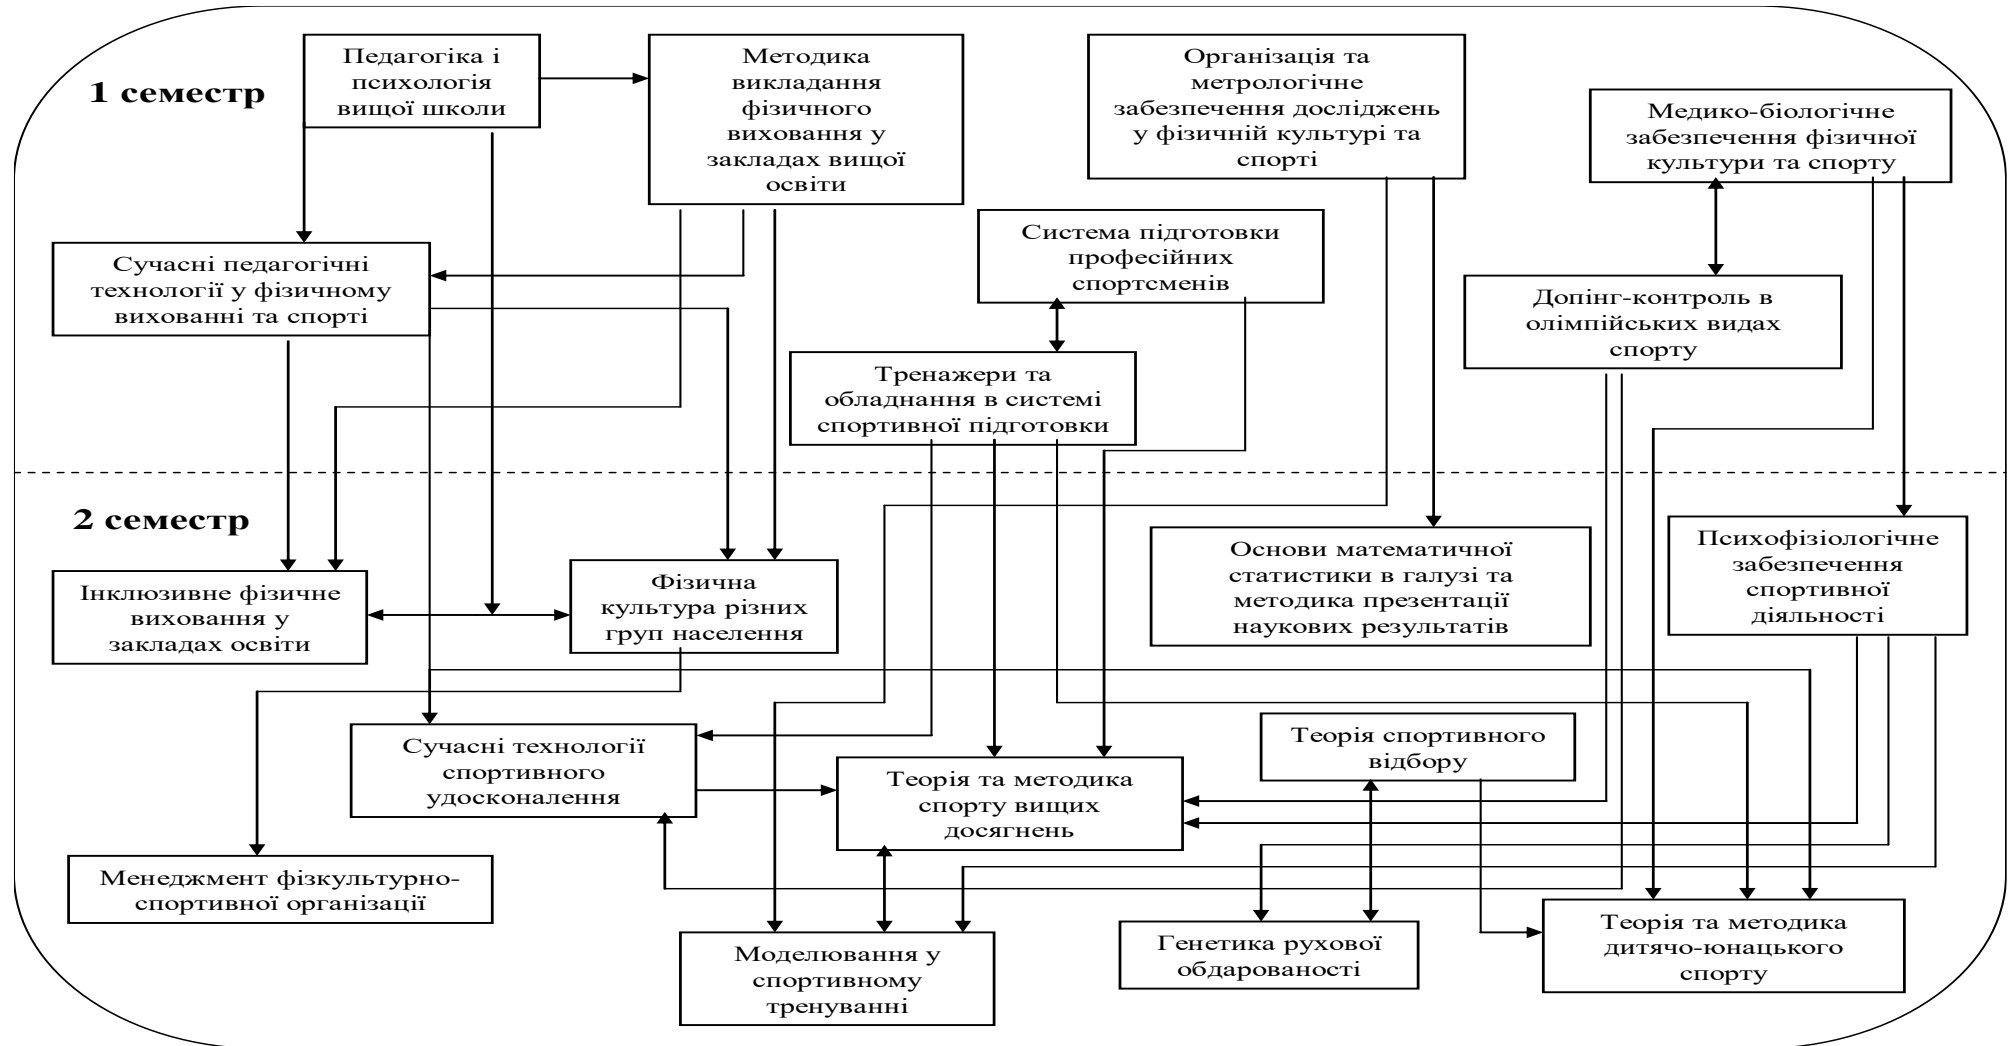 1 семестр
Педагогіка і
психологія
вищої школи
Методика
викладання
фізичного
виховання у
закладах вищої
освіти
Організація та
метрологічне
забезпечення досліджень
у фізичній культурі та
спорті
Медико-біологічне
забезпечення фізичної
культури та спорту
Сучасні педагогічні
технології у фізичному
вихованні та спорті
Система підготовки
професійних
спортсменів
Допінг-контроль в
олімпійських видах
спорту
Тренажери та
обладнання в системі
спортивної підготовки
2 семестр
Інклюзивне фізичне
виховання у
закладах освіти
Фізична
культура різних
груп населення
Основи математичної
статистики в галузі та
методика презентації
наукових результатів
Психофізіологічне
забезпечення
спортивної
діяльності
Сучасні технології
спортивного
удосконалення
Теорія та методика
спорту вищих
досягнень
Теорія спортивного
відбору
Менеджмент фізкультурно-
спортивної організації
Моделювання у
спортивному
тренуванні
Генетика рухової
обдарованості
Теорія та методика
дитячо-юнацького
спорту